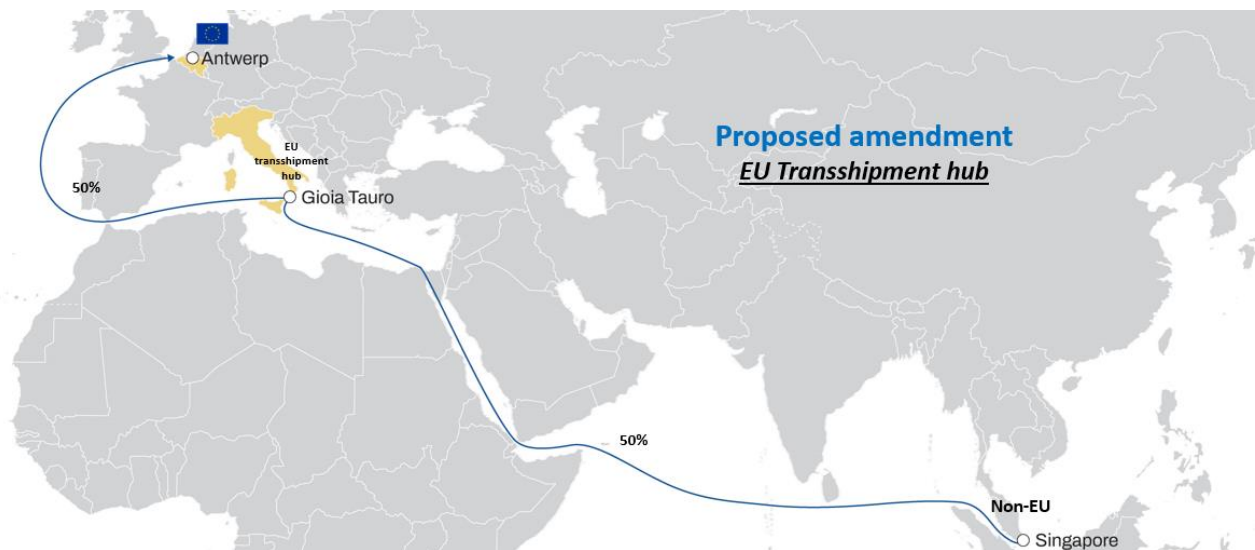 Antwerp
Proposed amendment
EU Transshipment hub
EU
transshipment
hub
50%
Gioia Tauro
50%
Non-EU
Singapore